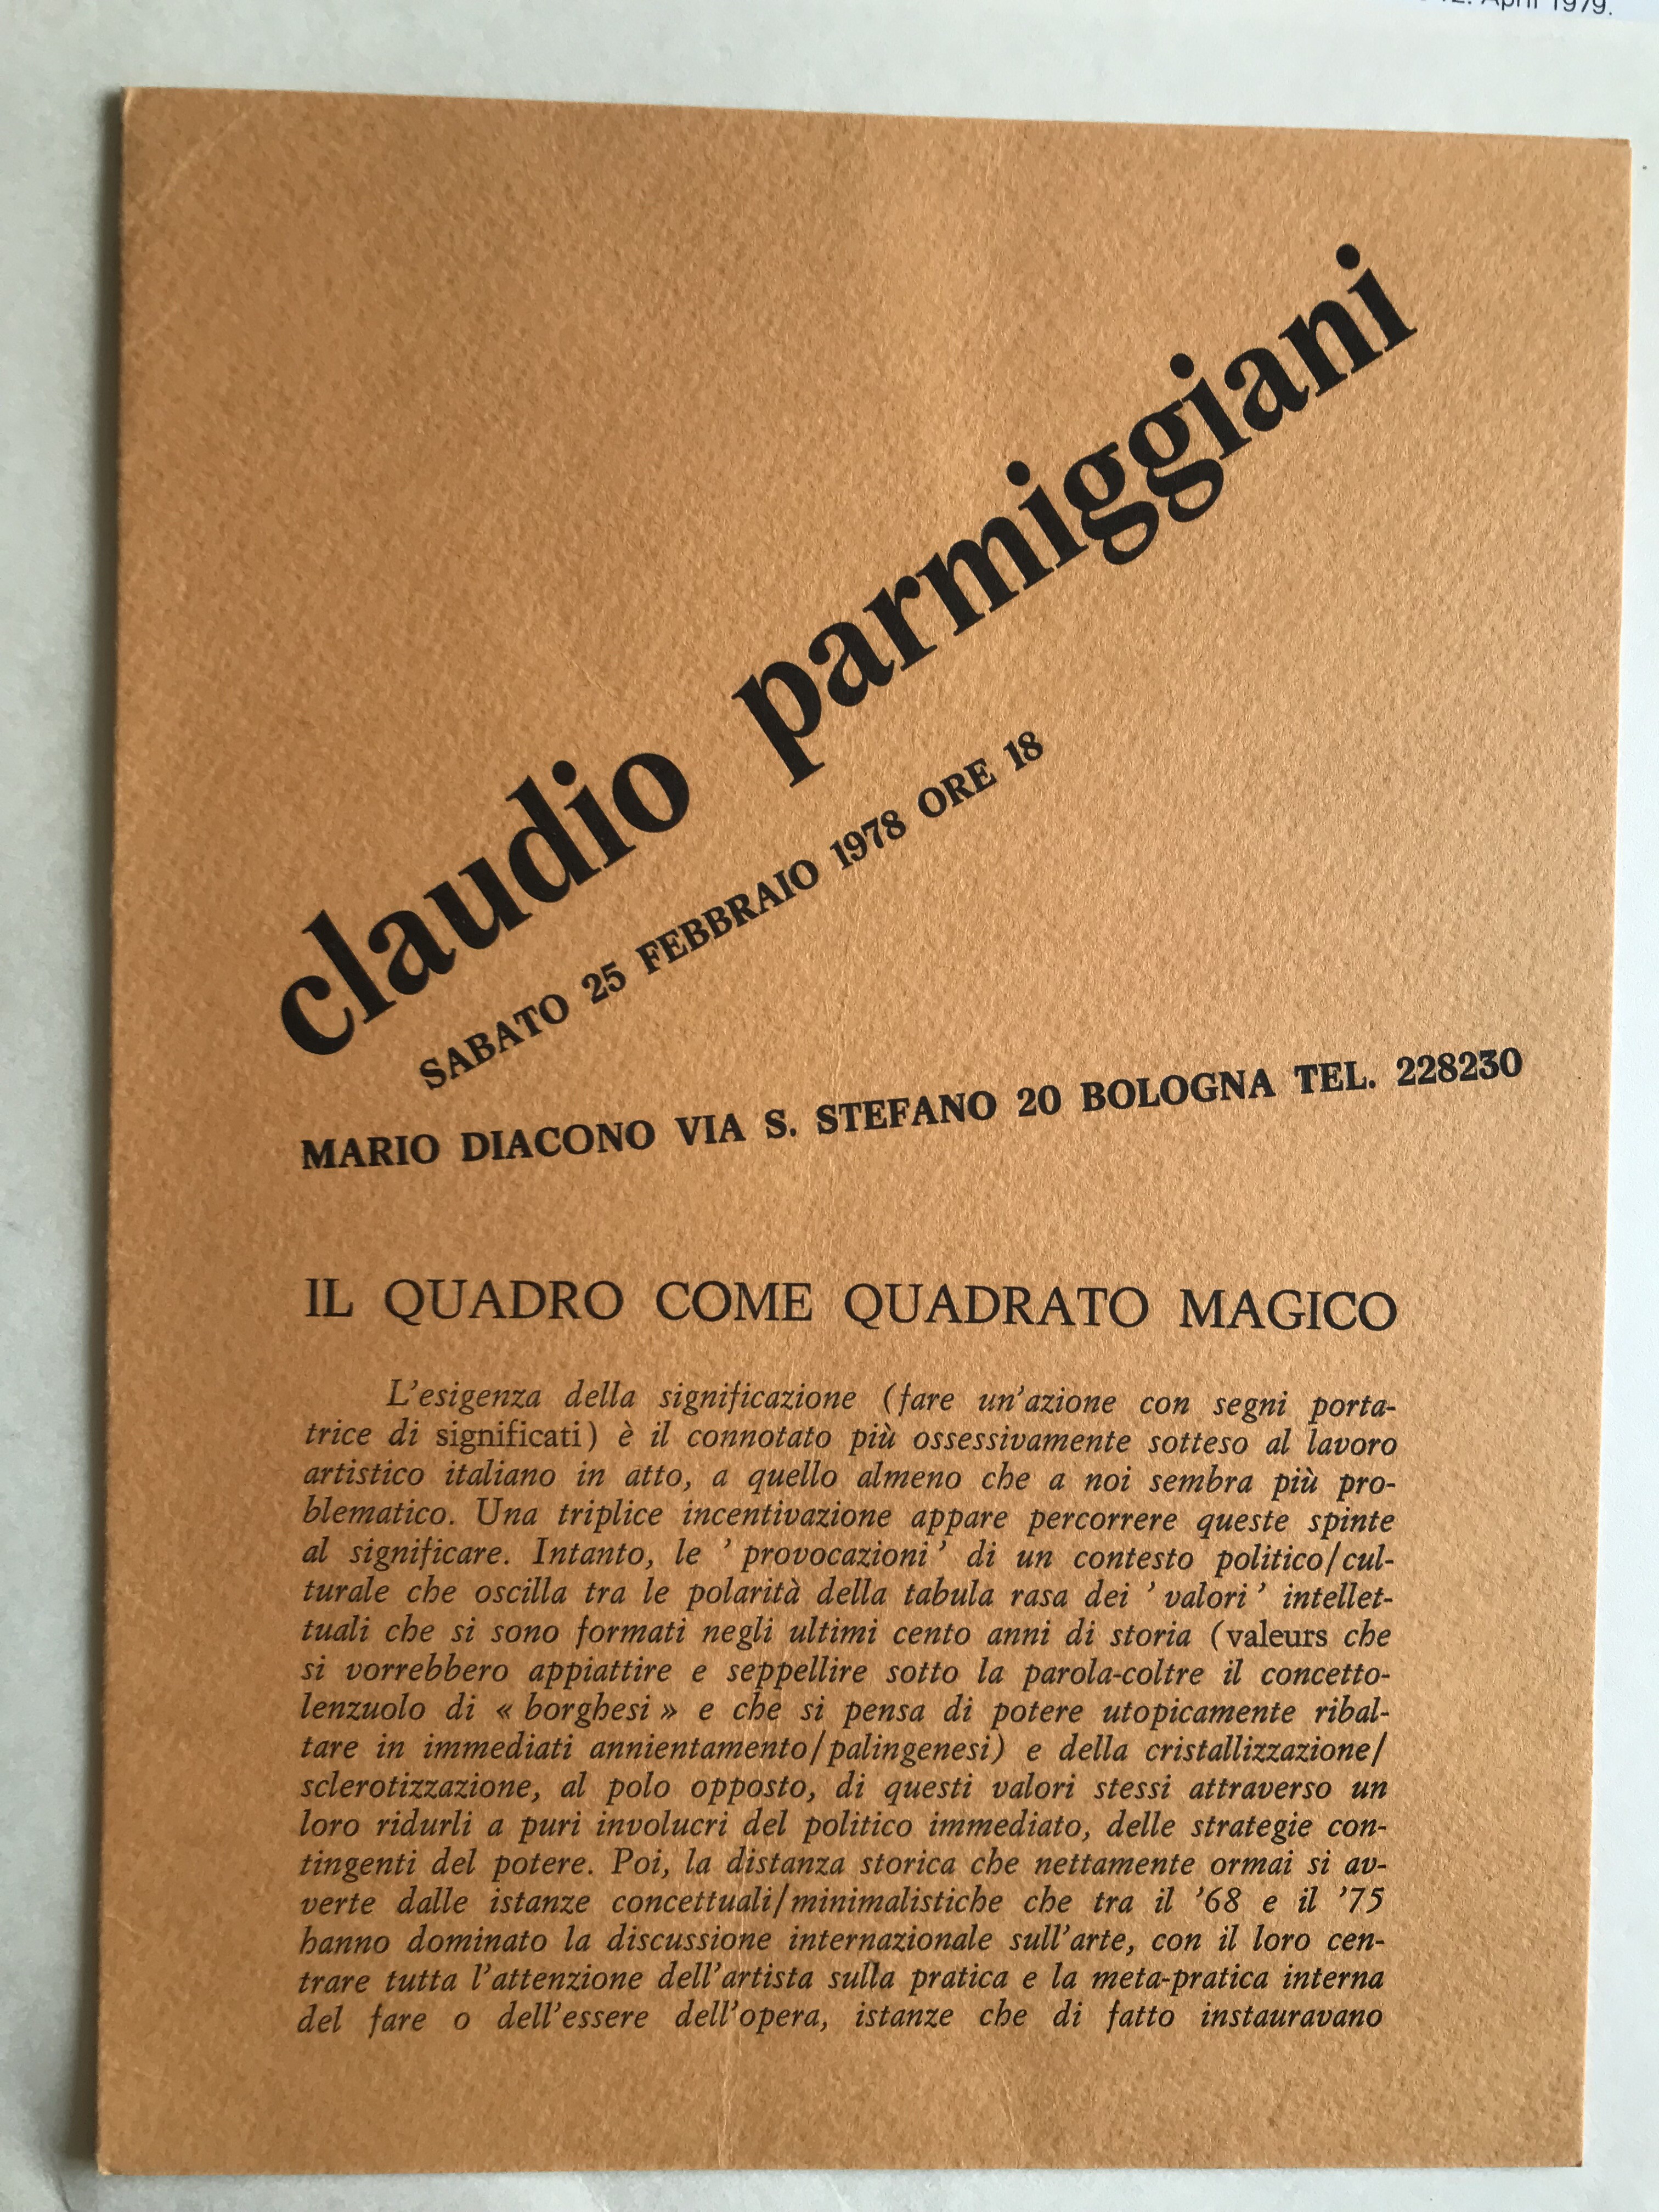 April 1979.
claudio parmiggiani
SABATO 25 FEBBRAIO 1978 ORE 18
MARIO DIACONO VIA S. STEFANO 20 BOLOGNA TEL. 228230
IL QUADRO COME QUADRATO MAGICO
L'esigenza della significazione (fare un'azione con segni porta-
trice di significati) è il connotato più ossessivamente sotteso al lavoro
artistico italiano in atto, a quello almeno che a noi sembra più pro-
blematico. Una triplice incentivazione appare percorrere queste spinte
al significare. Intanto, le ' provocazioni' di un contesto politico/cul-
turale che oscilla tra le polarità della tabula rasa dei ' valori' intellet-
tuali che si sono formati negli ultimi cento anni di storia (valeurs che
si vorrebbero appiattire e seppellire sotto la parola-coltre il concetto-
lenzuolo di « borghesi » e che si pensa di potere utopicamente ribal-
tare in immediati annientamento/palingenesi) e della cristallizzazione/
sclerotizzazione, al polo opposto, di questi valori stessi attraverso un
loro ridurli a puri involucri del politico immediato, delle strategie con-
tingenti del potere. Poi, la distanza storica che nettamente ormai si av-
verte dalle istanze concettuali/minimalistiche che tra il '68 e il '75
hanno dominato la discussione internazionale sull'arte, con il loro cen-
trare tutta l'attenzione dell'artista sulla pratica e la meta-pratica interna
del fare o dell'essere dell'opera, istanze che di fatto instauravano